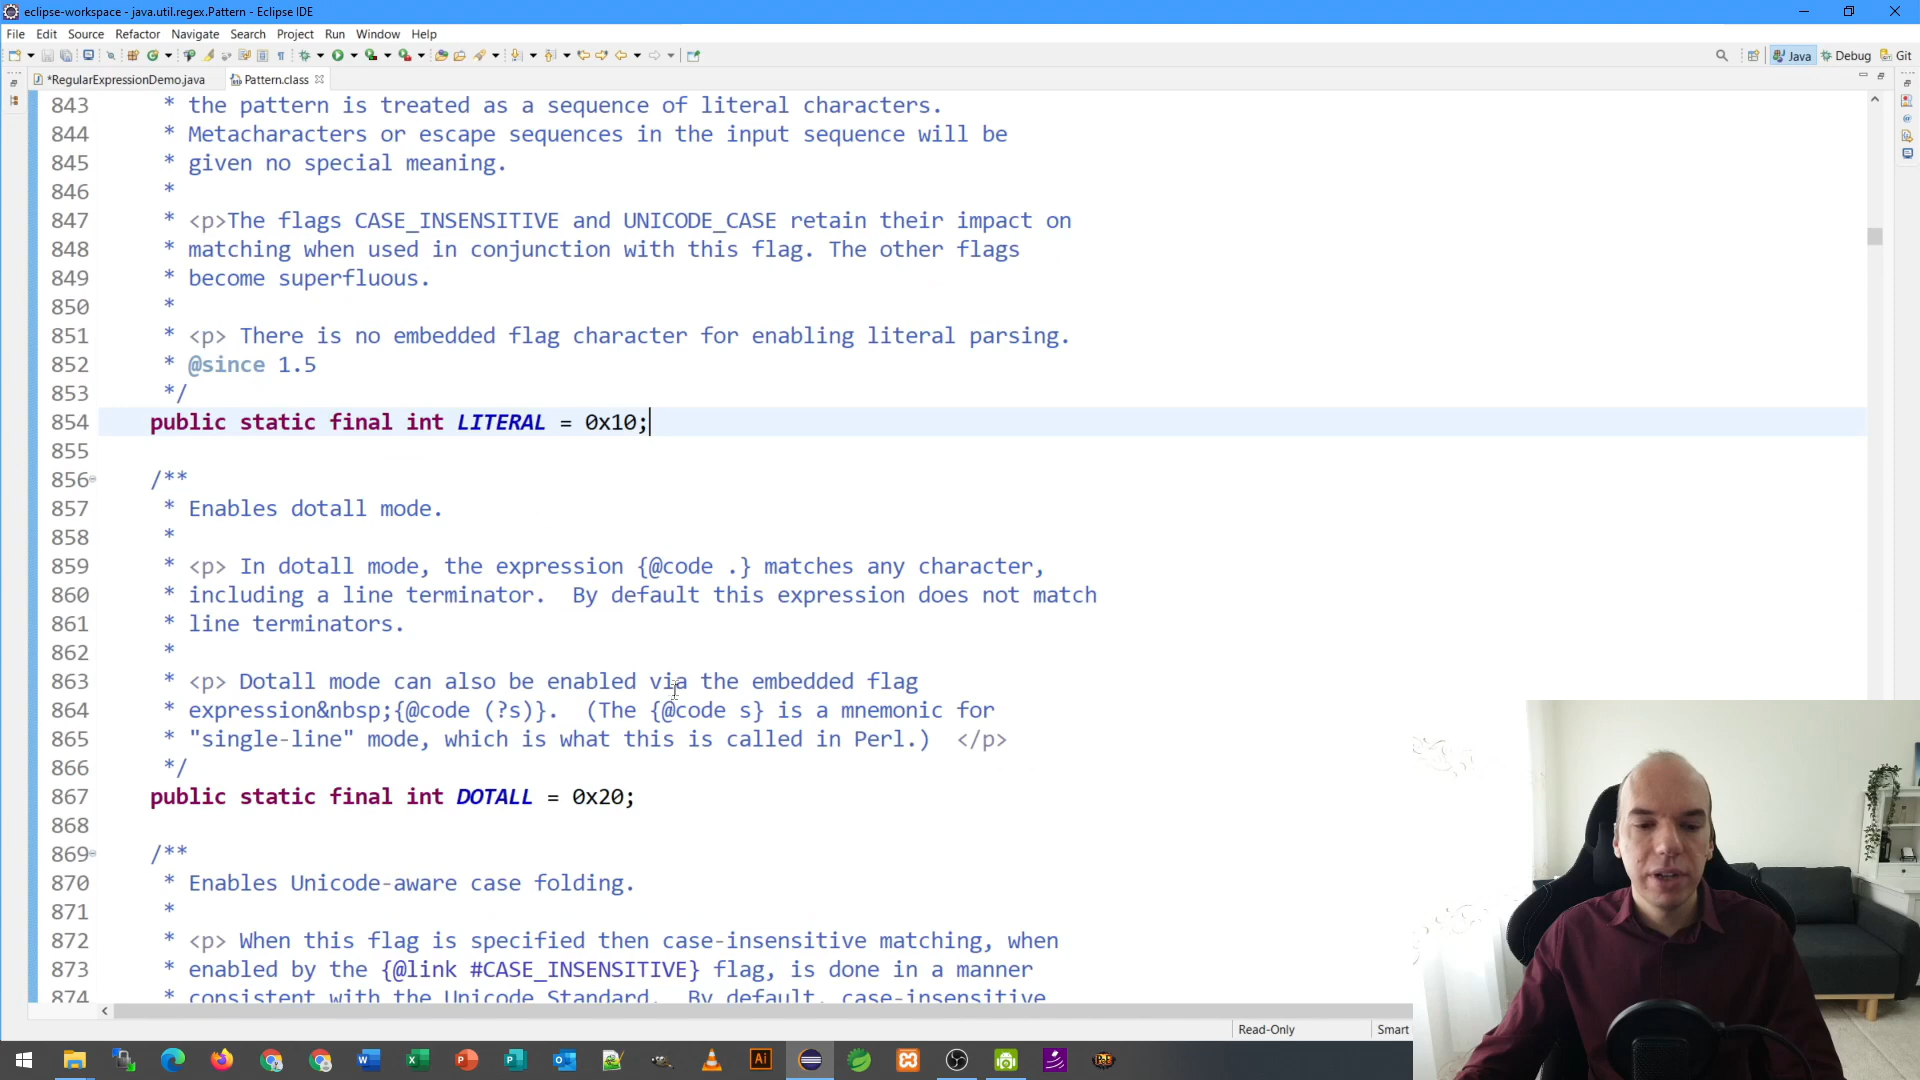 eclipse-workspace - java.util.regex.Pattern - Eclipse IDE
File Edit Source Refactor Navigate Search Project Run Window Help
Java Debug Git
*RegularExpressionDemo.java Pattern.class
843 * the pattern is treated as a sequence of literal characters.
844 * Metacharacters or escape sequences in the input sequence will be
845 * given no special meaning.
846 *
847 * <p>The flags CASE_INSENSITIVE and UNICODE_CASE retain their impact on
848 * matching when used in conjunction with this flag. The other flags
849 * become superfluous.
850 *
851 * <p> There is no embedded flag character for enabling literal parsing.
852 * @since 1.5
853 */
854 public static final int LITERAL = 0x10;
855
856 /**
857 * Enables dotall mode.
858 *
859 * <p> In dotall mode, the expression {@code .} matches any character,
860 * including a line terminator.  By default this expression does not match
861 * line terminators.
862 *
863 * <p> Dotall mode can also be enabled via the embedded flag
864 * expression&nbsp;{@code (?s)}.  (The {@code s} is a mnemonic for
865 * "single-line" mode, which is what this is called in Perl.)  </p>
866 */
867 public static final int DOTALL = 0x20;
868
869 /**
870 * Enables Unicode-aware case folding.
871 *
872 * <p> When this flag is specified then case-insensitive matching, when
873 * enabled by the {@link #CASE_INSENSITIVE} flag, is done in a manner
874 * consistent with the Unicode Standard.  By default, case-insensitive
Read-Only Smart